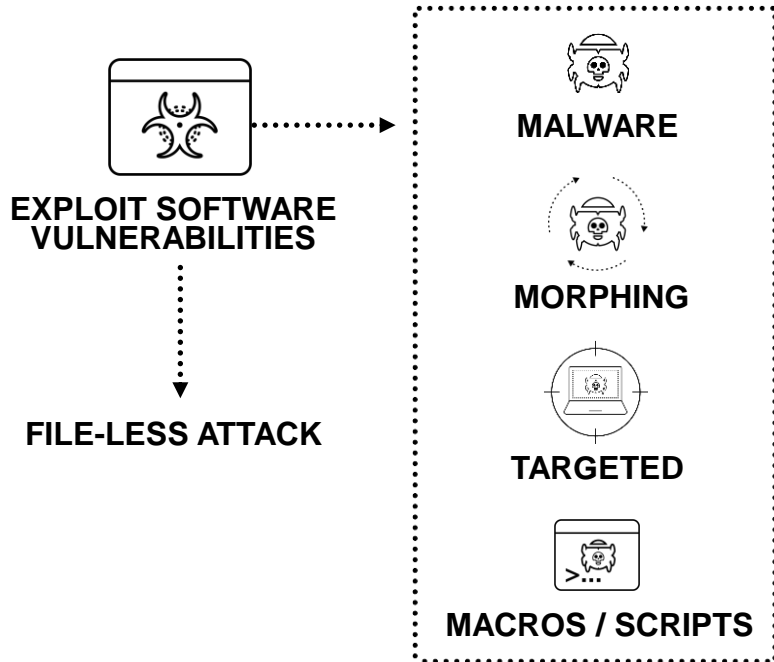 EXPLOIT SOFTWARE
VULNERABILITIES
FILE-LESS ATTACK
MALWARE
MORPHING
TARGETED
>...
MACROS / SCRIPTS